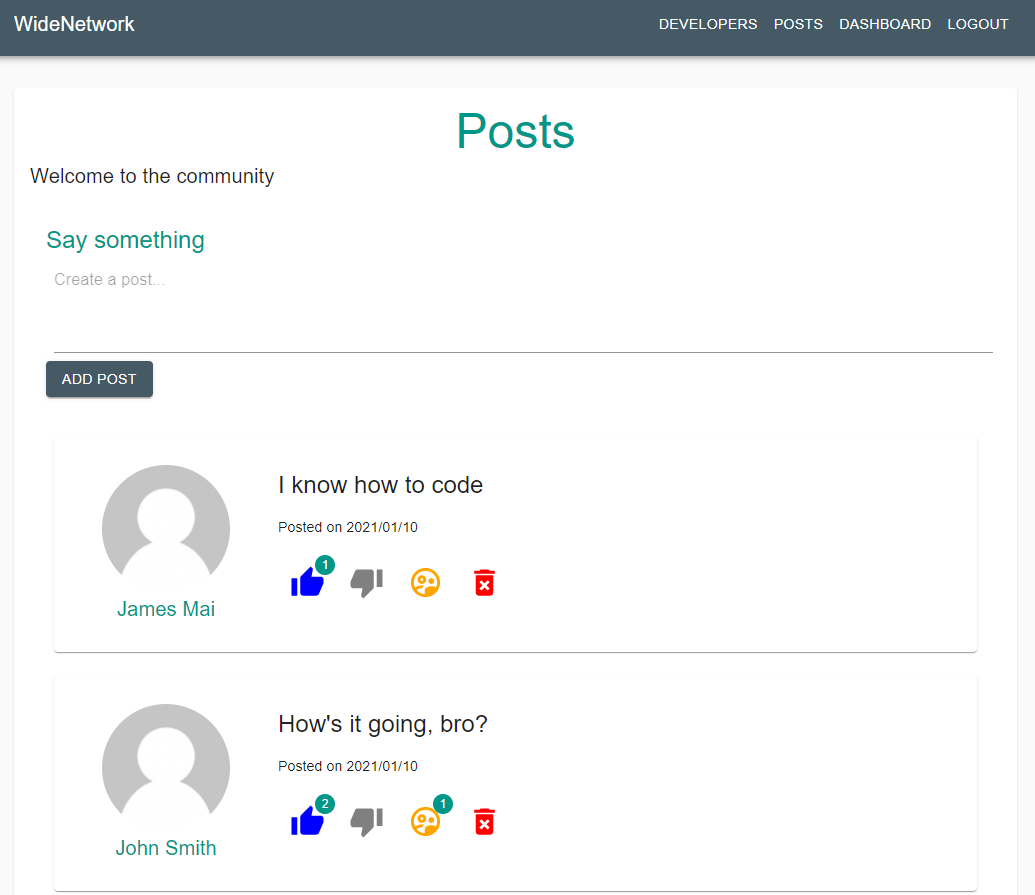 WideNetwork DEVELOPERS POSTS DASHBOARD LOGOUT
Posts
Welcome to the community
Say something
Create a post...
ADD POST
I know how to code
Posted on 2021/01/10
1
James Mai
How's it going, bro?
Posted on 2021/01/10
2 1
John Smith